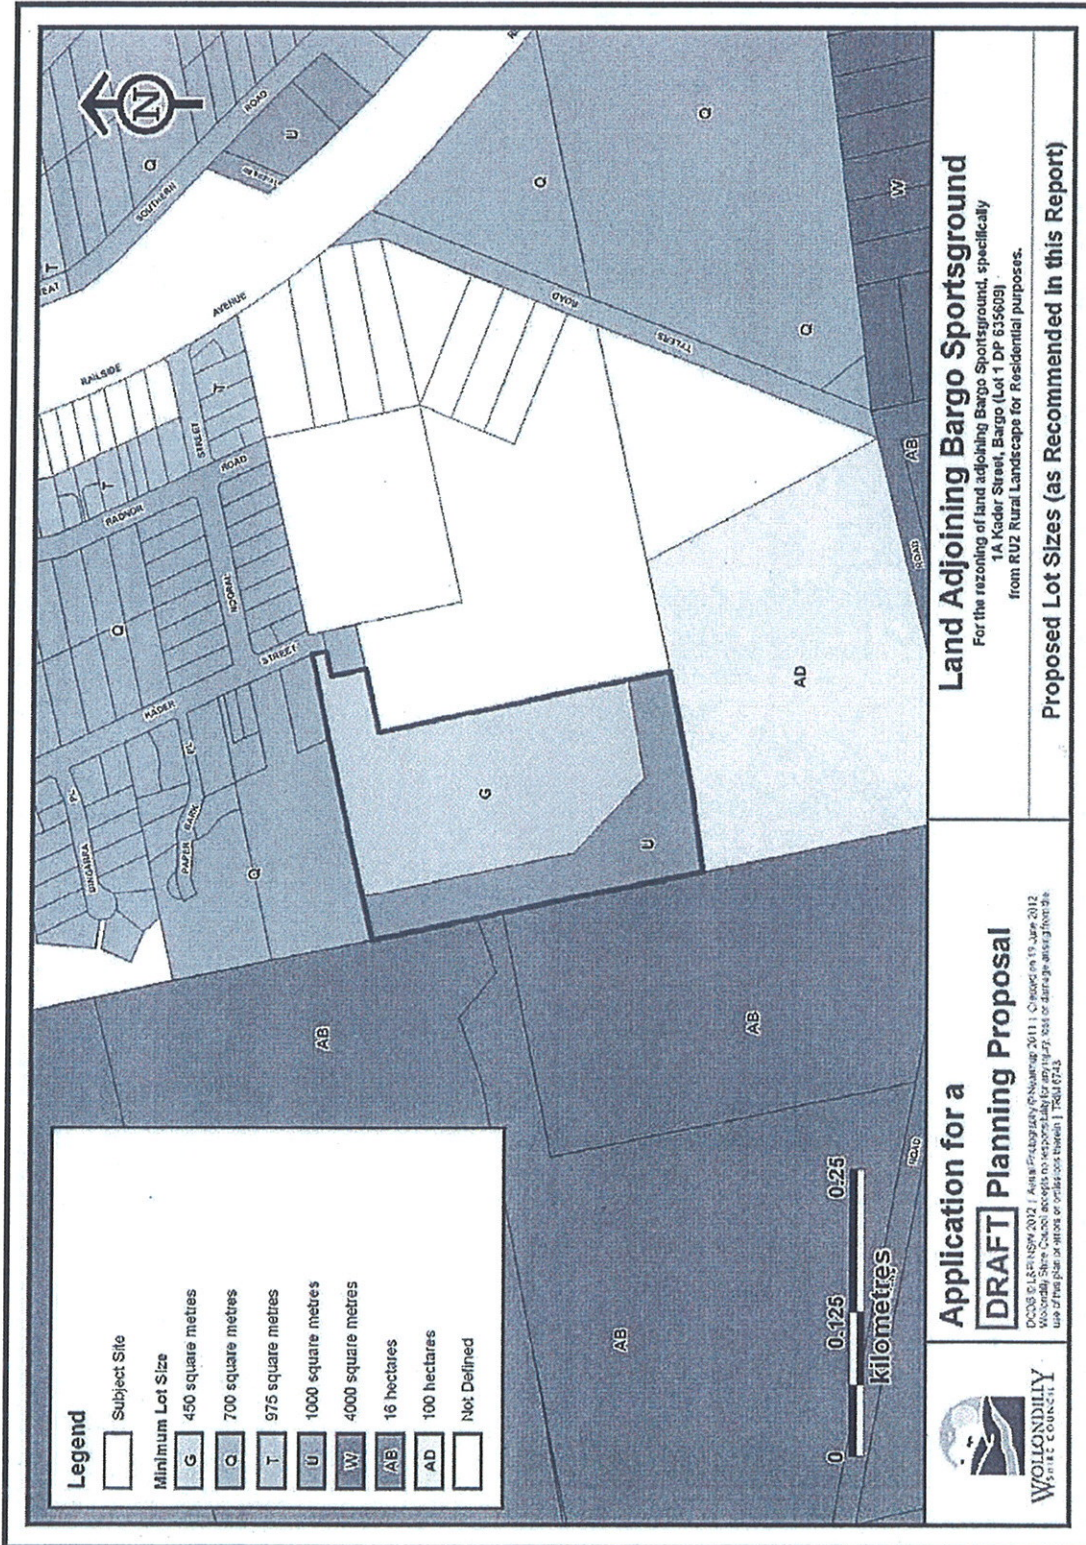 Legend
Subject Site
Minimum Lot Size
G 450 square metres
Q 700 square metres
T 975 square metres
U 1000 square metres
W 4000 square metres
AB 16 hectares
AD 100 hectares
Not Defined
N
BINGARRA
PL
PAPER BARK
PL
KADER
STREET
RADNOR
ROAD
NOORAL
STREET
RAILSIDE
AVENUE
SOUTHERN
ROAD
TYLERS
ROAD
ROAD
ROAD
Q
Q
T
T
T
Q
U
Q
Q
Q
W
AB
AD
G
U
AB
AB
AB
0 0.125 0.25
kilometres
WOLLONDILLY
SHIRE COUNCIL
Application for a
DRAFT Planning Proposal
Land Adjoining Bargo Sportsground
For the rezoning of land adjoining Bargo Sportsground, specifically
1A Kader Street, Bargo (Lot 1 DP 635609)
from RU2 Rural Landscape for Residential purposes.
Proposed Lot Sizes (as Recommended in this Report)